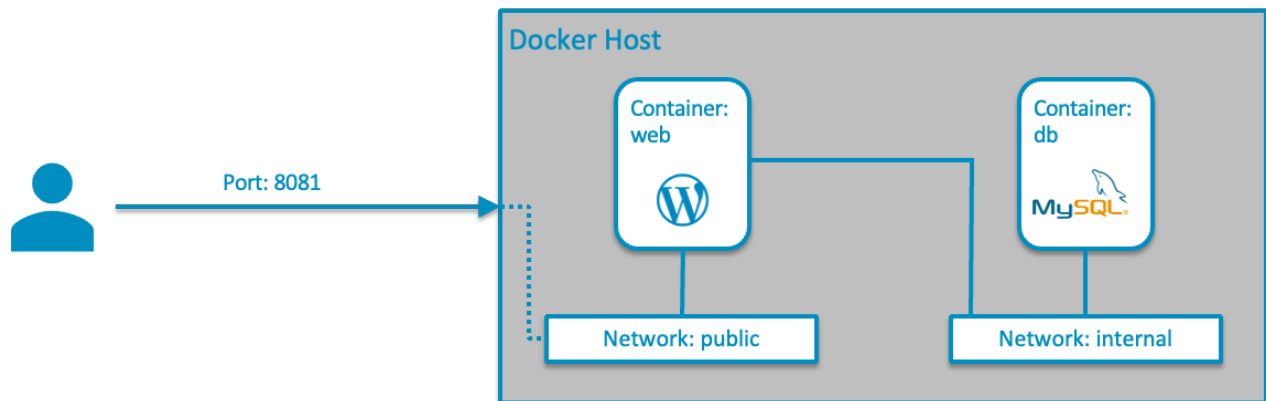 Docker Host
Container:
web
Container:
db
Port: 8081
W
MySQL®
Network: public
Network: internal